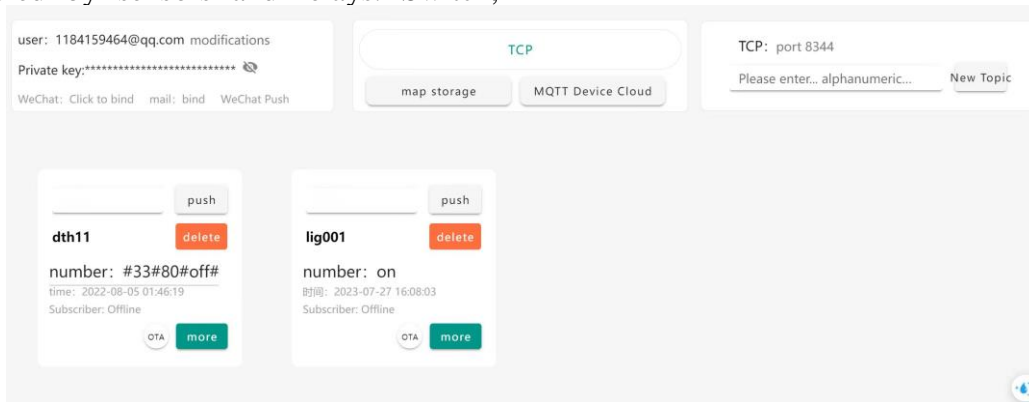 user: 1184159464@qq.com modifications
Private key:***************************
WeChat: Click to bind mail: bind WeChat Push
TCP
map storage MQTT Device Cloud
TCP: port 8344
Please enter... alphanumeric... New Topic
push
dth11 delete
number: #33#80#off#
time: 2022-08-05 01:46:19
Subscriber: Offline
OTA more
push
lig001 delete
number: on
时间: 2023-07-27 16:08:03
Subscriber: Offline
OTA more